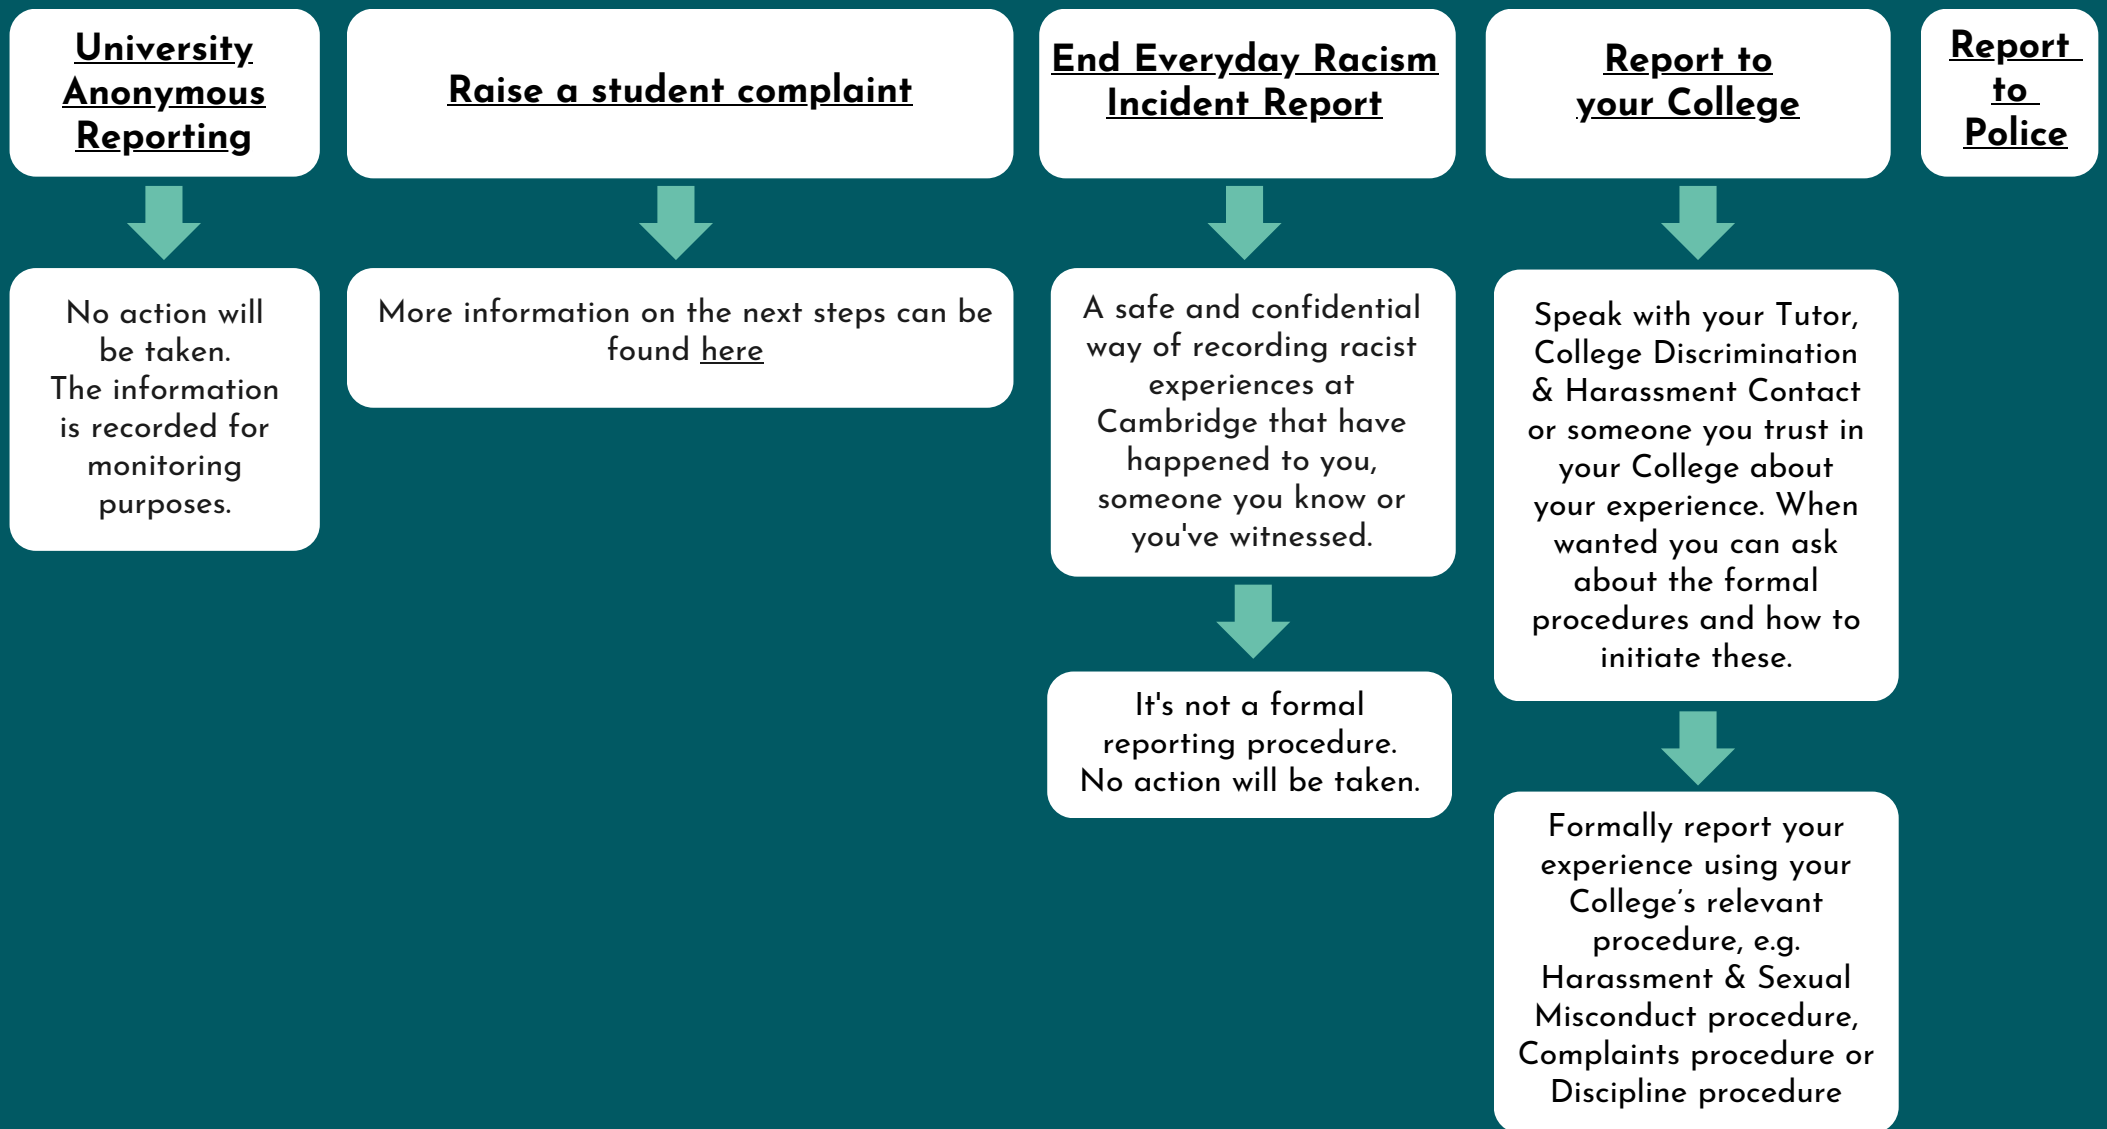 University
Anonymous
Reporting
No action will
be taken.
The information
is recorded for
monitoring
purposes.
Raise a student complaint
More information on the next steps can be
found here
End Everyday Racism
Incident Report
A safe and confidential
way of recording racist
experiences at
Cambridge that have
happened to you,
someone you know or
you've witnessed.
It's not a formal
reporting procedure.
No action will be taken.
Report to
your College
Speak with your Tutor,
College Discrimination
& Harassment Contact
or someone you trust in
your College about
your experience. When
wanted you can ask
about the formal
procedures and how to
initiate these.
Formally report your
experience using your
College’s relevant
procedure, e.g.
Harassment & Sexual
Misconduct procedure,
Complaints procedure or
Discipline procedure
Report
to
Police